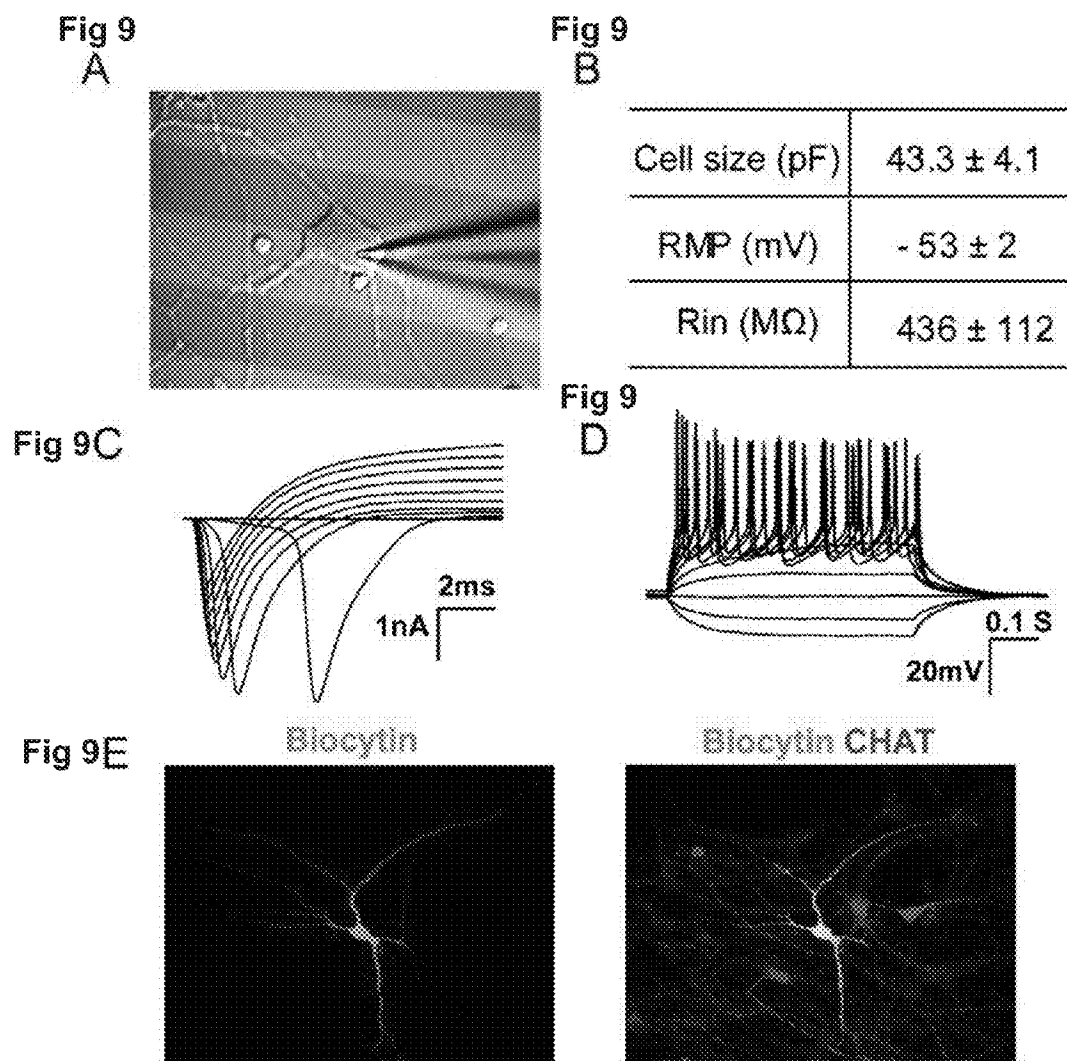 Fig 9
A
Fig 9
B
Cell size (pF) 43.3 ± 4.1
RMP (mV) - 53 ± 2
Rin (MΩ) 436 ± 112
Fig 9C
2ms
1nA
Fig 9
D
0.1 S
20mV
Fig 9E
Biocytin
Biocytin CHAT